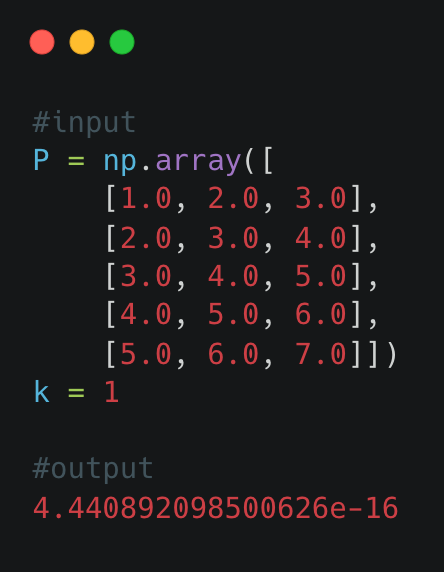 #input
P = np.array([
    [1.0, 2.0, 3.0],
    [2.0, 3.0, 4.0],
    [3.0, 4.0, 5.0],
    [4.0, 5.0, 6.0],
    [5.0, 6.0, 7.0]])
k = 1
#output
4.440892098500626e-16